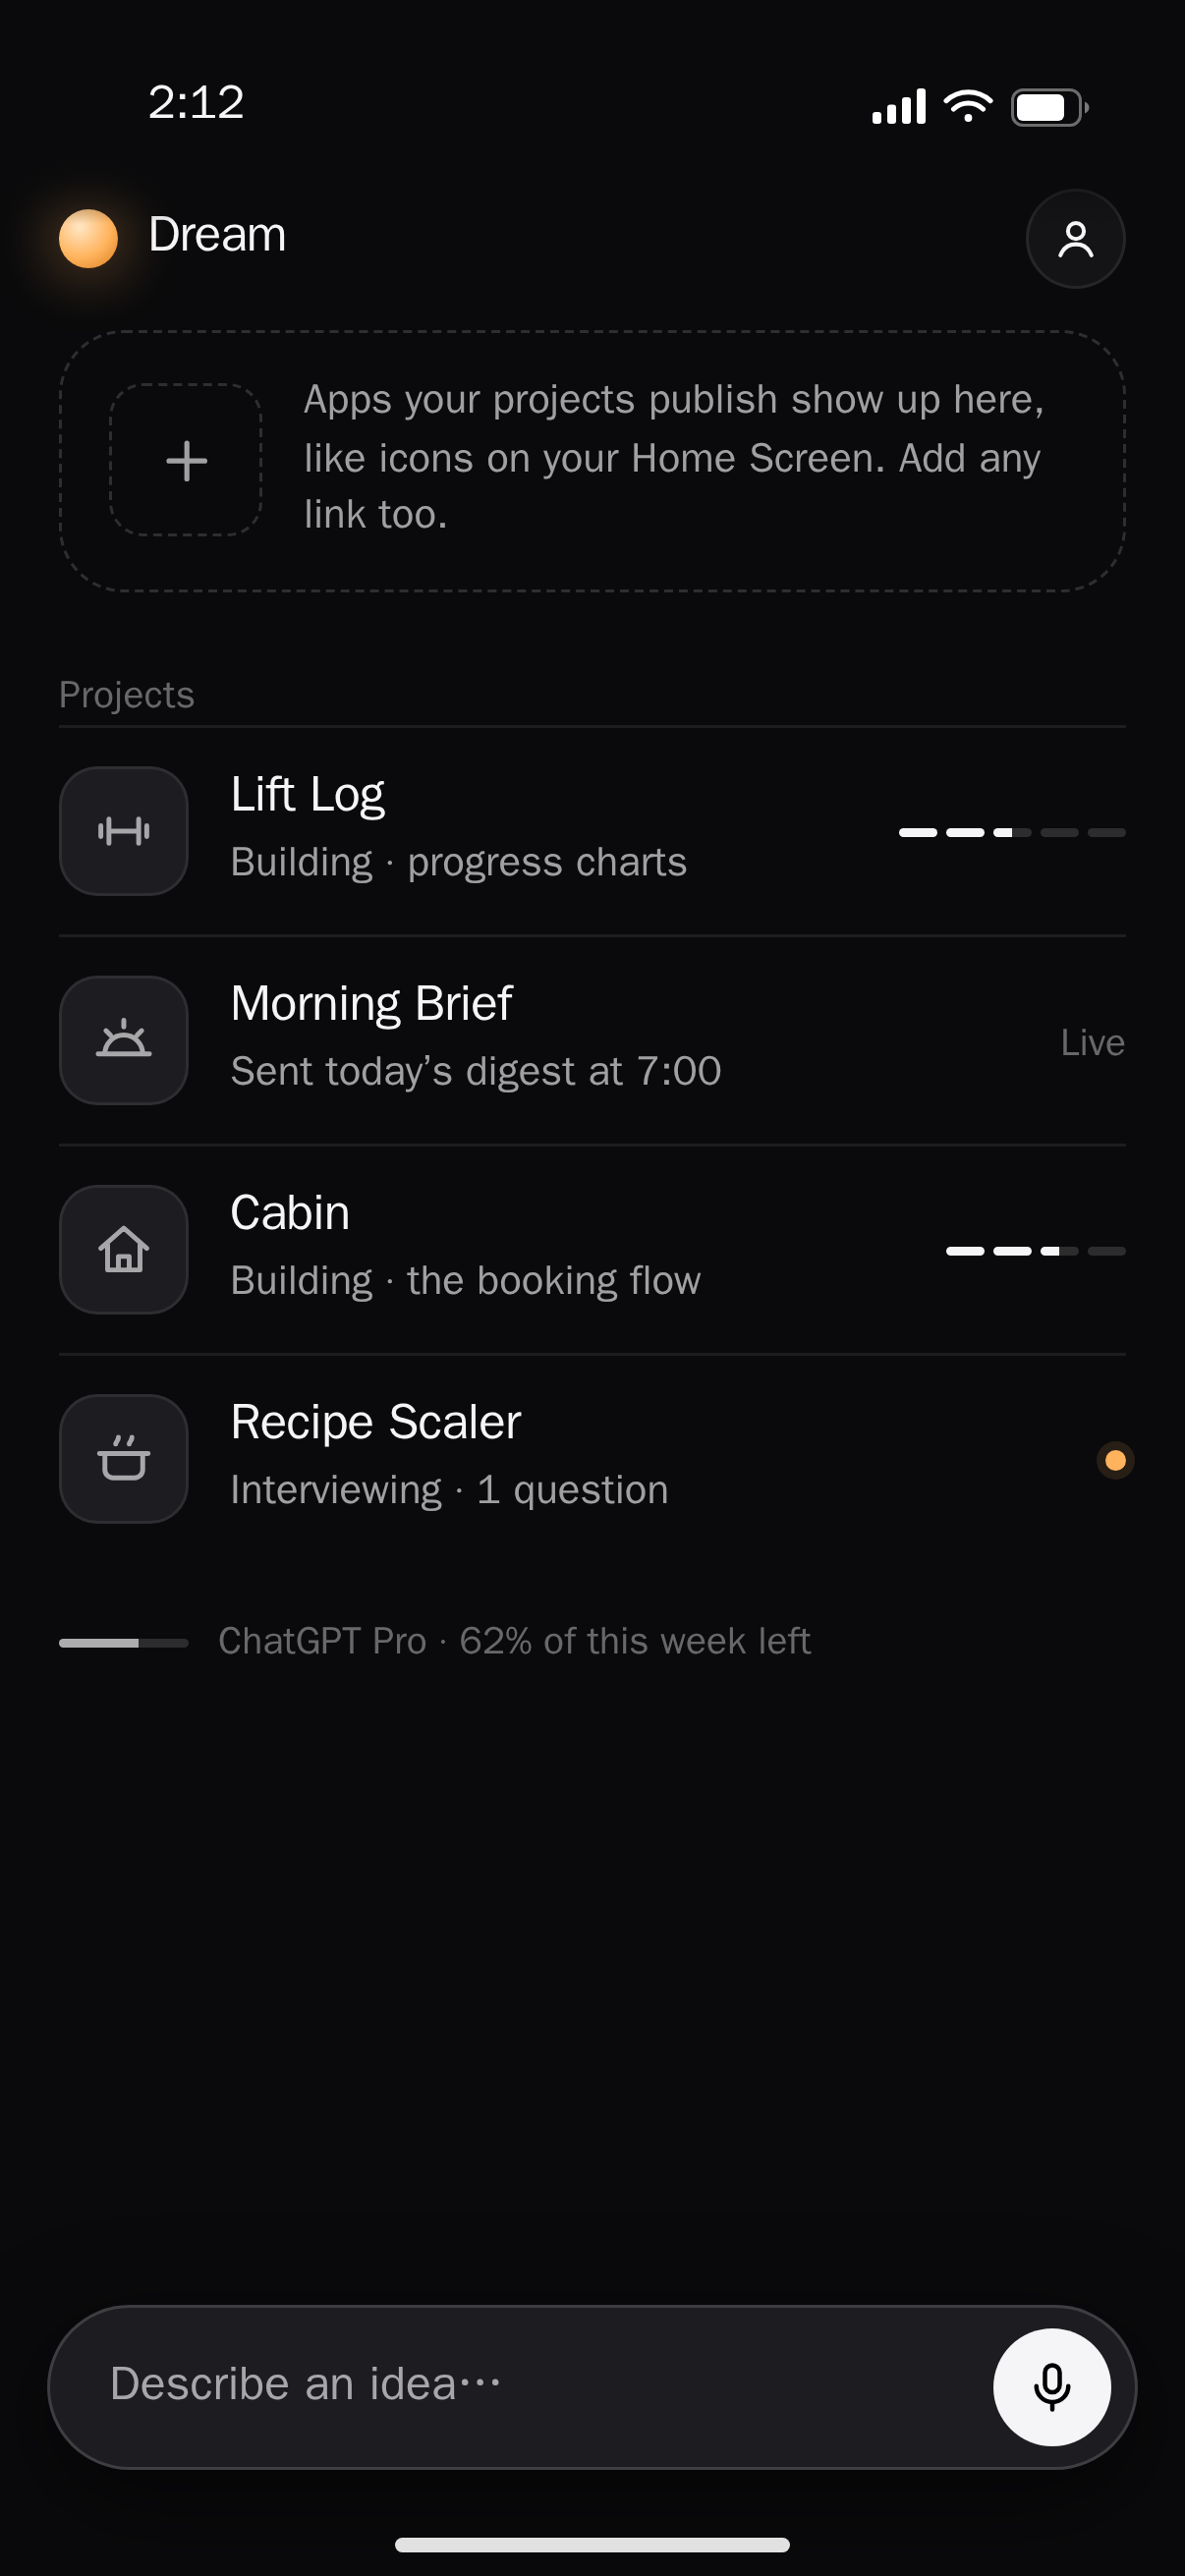 2:12
Dream
Apps your projects publish show up here,
like icons on your Home Screen. Add any
link too.
Projects
Lift Log
Building · progress charts
Morning Brief
Sent today’s digest at 7:00
Live
Cabin
Building · the booking flow
Recipe Scaler
Interviewing · 1 question
ChatGPT Pro · 62% of this week left
Describe an idea···